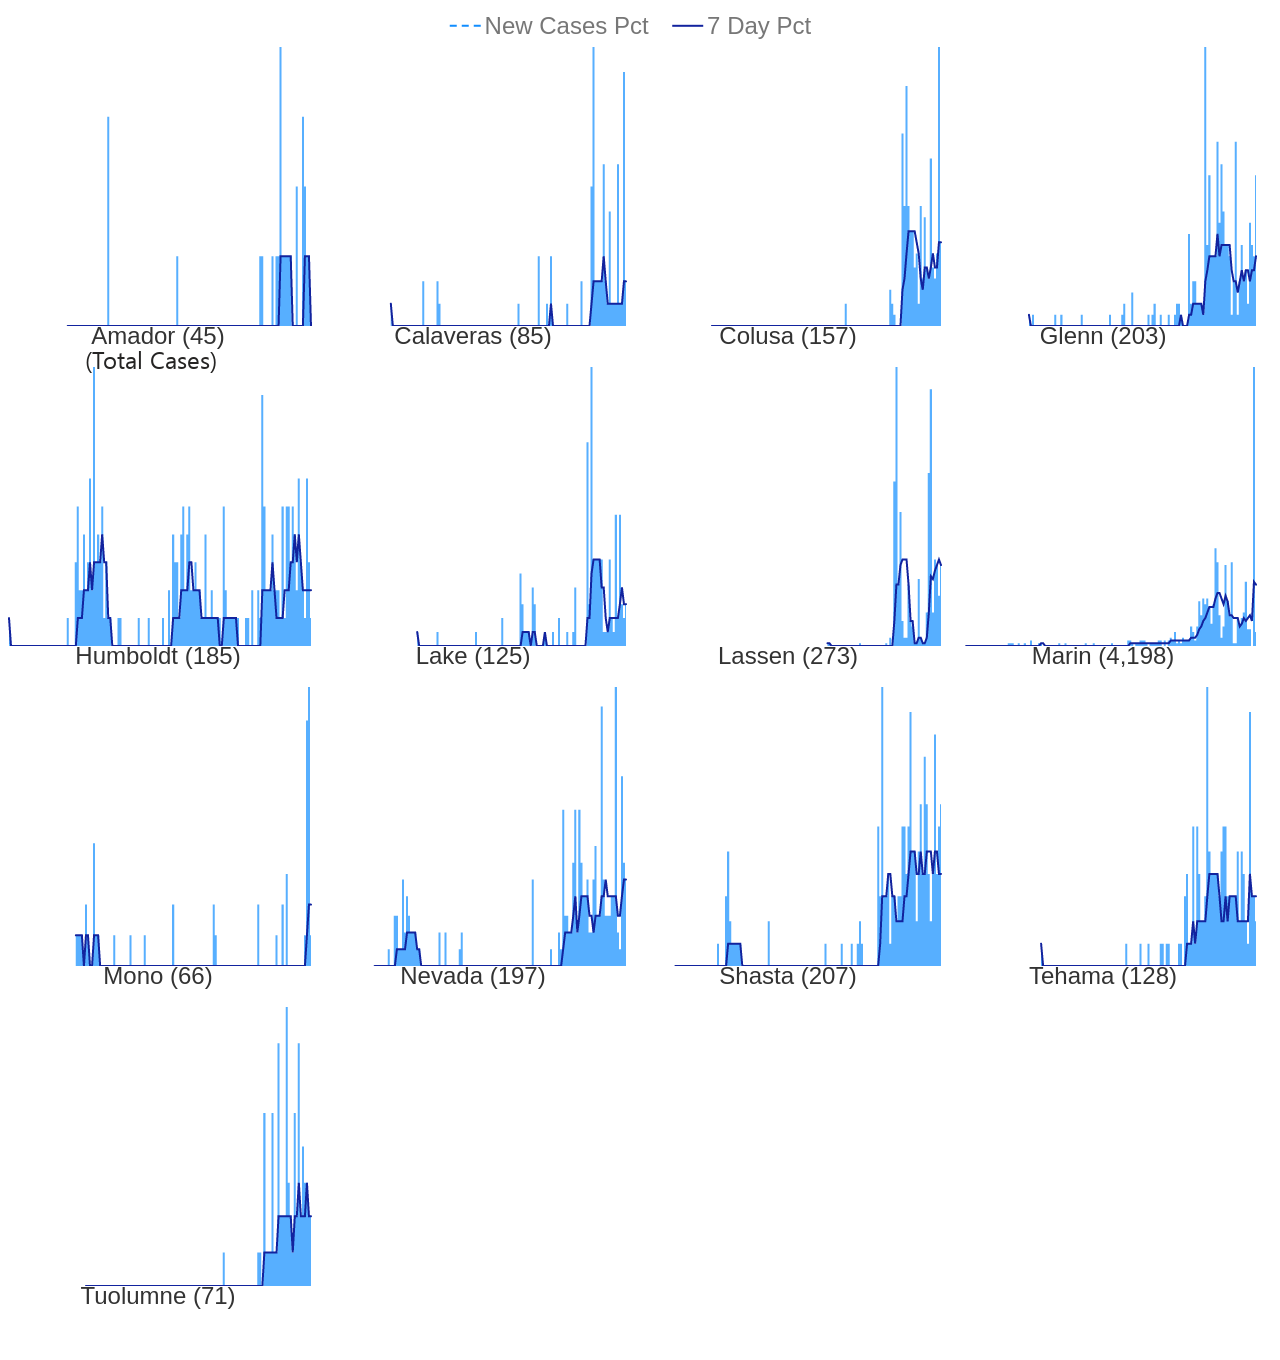 New Cases Pct 7 Day Pct
Amador (45) Calaveras (85) Colusa (157) Glenn (203)
(Total Cases)
Humboldt (185) Lake (125) Lassen (273) Marin (4,198)
Mono (66) Nevada (197) Shasta (207) Tehama (128)
Tuolumne (71)